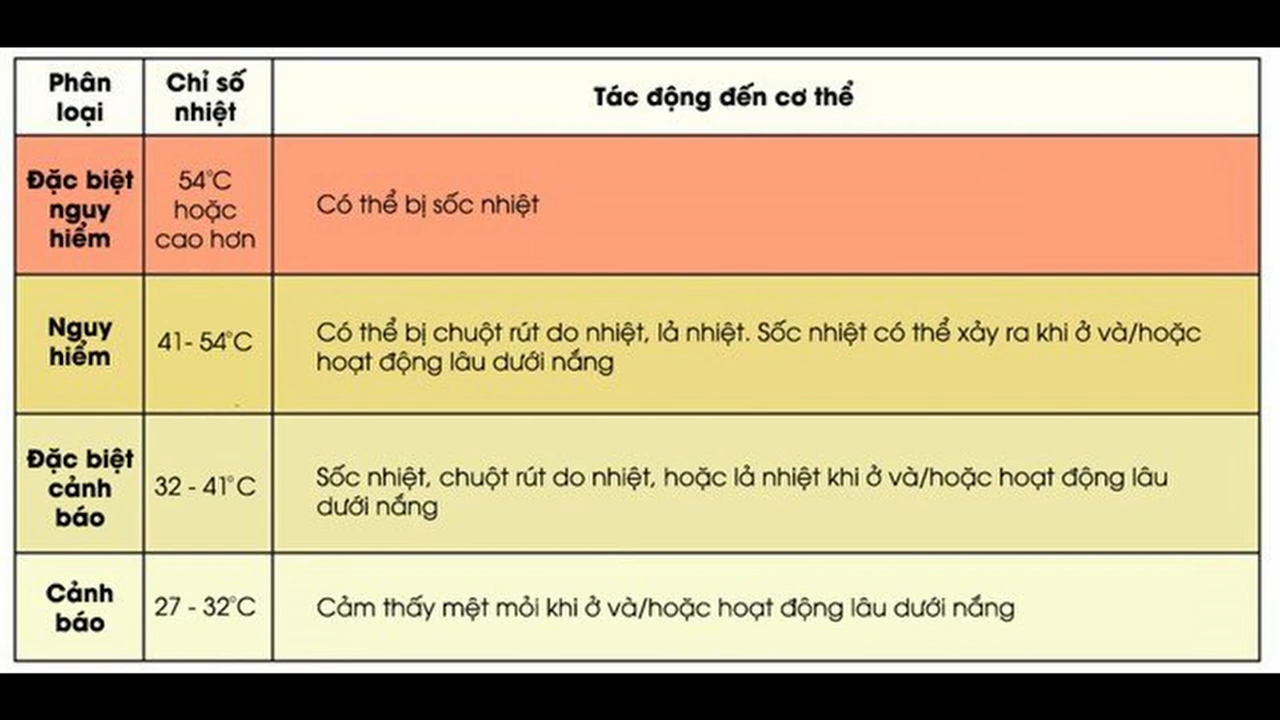 Phân
loại
Chỉ số
nhiệt
Tác động đến cơ thể
Đặc biệt
nguy
hiểm
54°C
hoặc
cao hơn
Có thể bị sốc nhiệt
Nguy
hiểm
41- 54°C
Có thể bị chuột rút do nhiệt, lả nhiệt. Sốc nhiệt có thể xảy ra khi ở và/hoặc
hoạt động lâu dưới nắng
Đặc biệt
cảnh
báo
32 - 41°C
Sốc nhiệt, chuột rút do nhiệt, hoặc lả nhiệt khi ở và/hoặc hoạt động lâu
dưới nắng
Cảnh
báo
27 - 32°C
Cảm thấy mệt mỏi khi ở và/hoặc hoạt động lâu dưới nắng